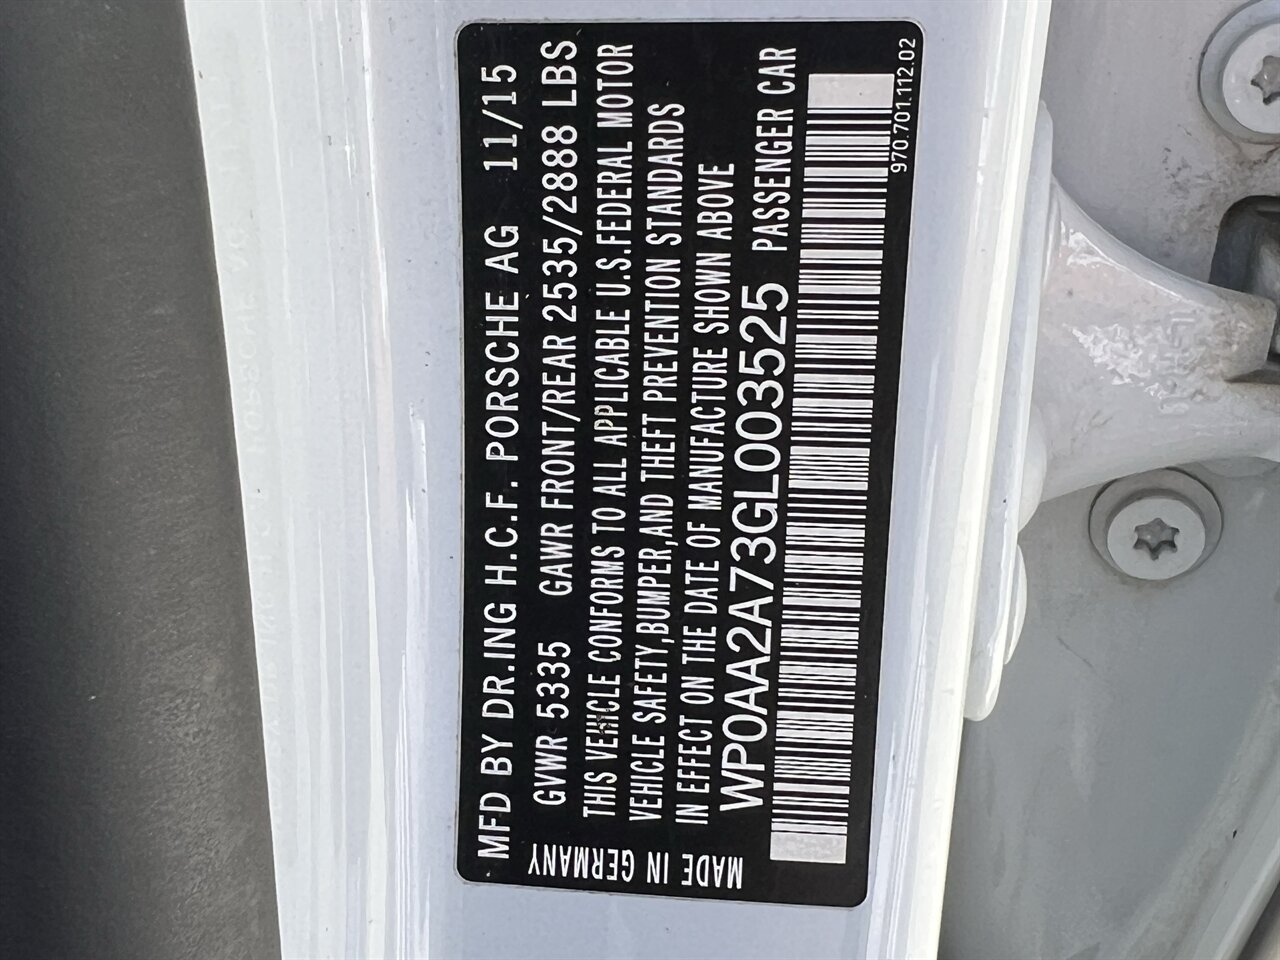 MFD BY DR.ING H.C.F. PORSCHE AG 11/15
GVWR 5335 GAWR FRONT/REAR 2535/2888 LBS
THIS VEHICLE CONFORMS TO ALL APPLICABLE U.S.FEDERAL MOTOR
VEHICLE SAFETY,BUMPER,AND THEFT PREVENTION STANDARDS
IN EFFECT ON THE DATE OF MANUFACTURE SHOWN ABOVE
WP0AA2A73GL003525 PASSENGER CAR
970.701.112.02
MADE IN GERMANY